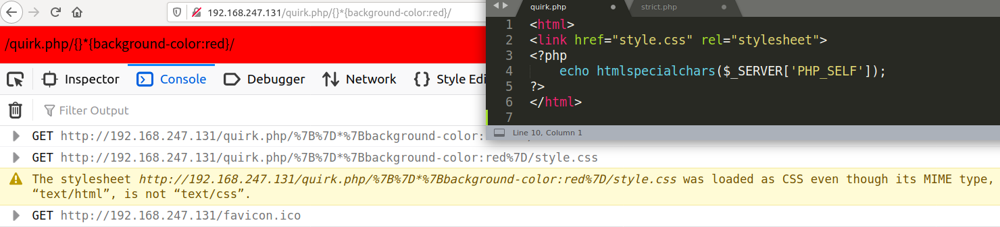 192.168.247.131/quirk.php/{}*{background-color:red}/
/quirk.php/{}*{background-color:red}/
Inspector Console Debugger Network Style Edi
Filter Output
GET http://192.168.247.131/quirk.php/%7B%7D*%7Bbackground-color:
GET http://192.168.247.131/quirk.php/%7B%7D*%7Bbackground-color:red%7D/style.css
The stylesheet http://192.168.247.131/quirk.php/%7B%7D*%7Bbackground-color:red%7D/style.css was loaded as CSS even though its MIME type,
“text/html”, is not “text/css”.
GET http://192.168.247.131/favicon.ico
quirk.php strict.php
1 <html>
2 <link href="style.css" rel="stylesheet">
3 <?php
4 echo htmlspecialchars($_SERVER['PHP_SELF']);
5 ?>
6 </html>
7
Line 10, Column 1